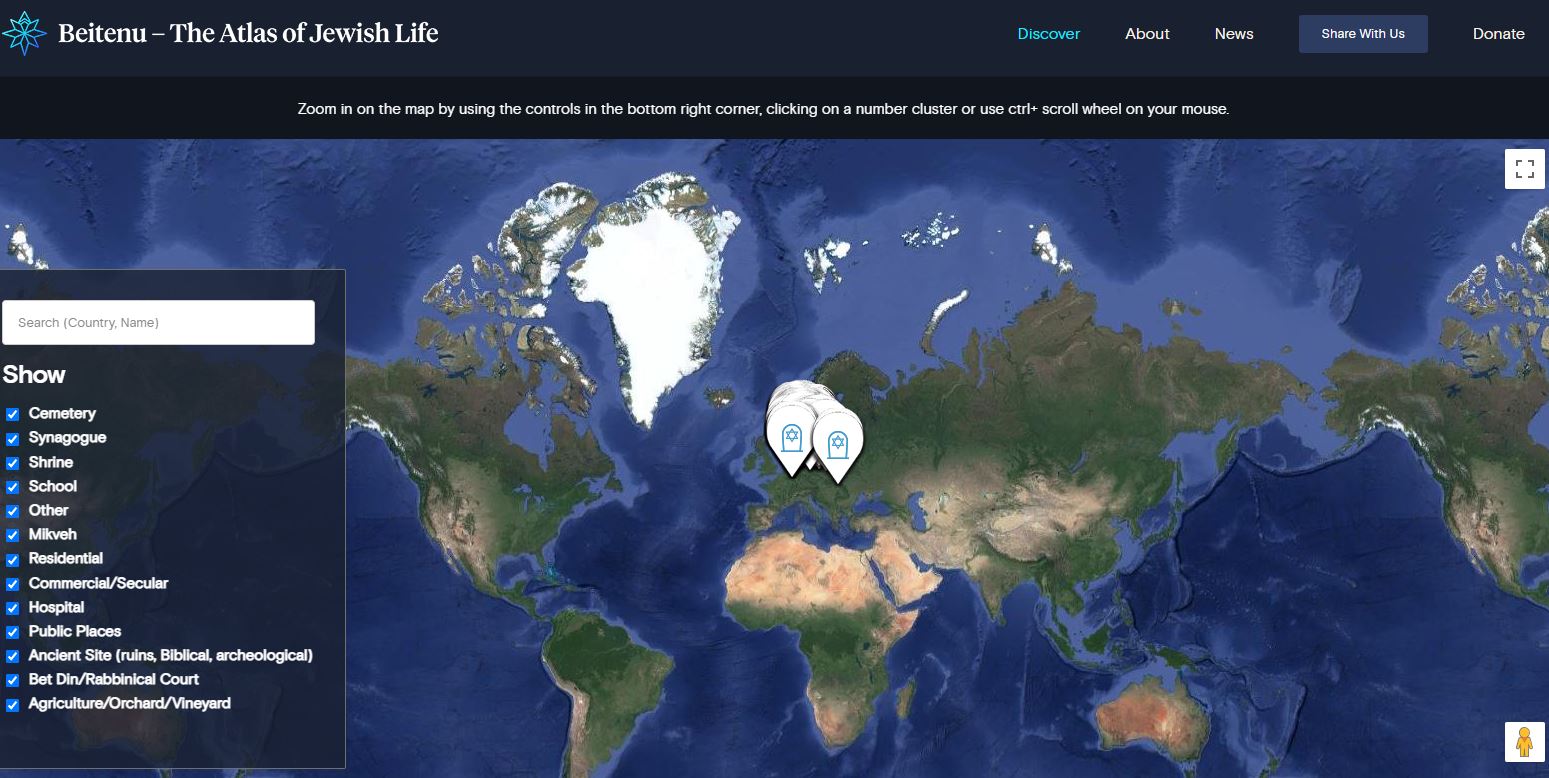 Beitenu – The Atlas of Jewish Life
Discover
About
News
Share With Us
Donate
Zoom in on the map by using the controls in the bottom right corner, clicking on a number cluster or use ctrl+ scroll wheel on your mouse.
Search (Country, Name)
Show
Cemetery
Synagogue
Shrine
School
Other
Mikveh
Residential
Commercial/Secular
Hospital
Public Places
Ancient Site (ruins, Biblical, archeological)
Bet Din/Rabbinical Court
Agriculture/Orchard/Vineyard